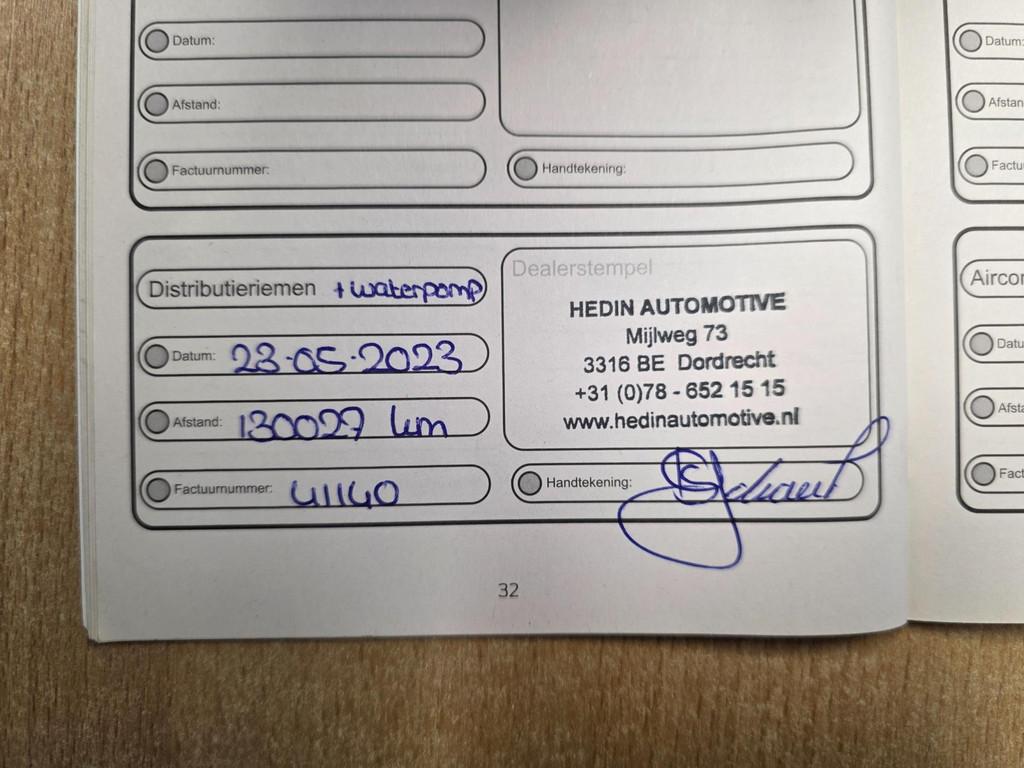 Datum:
Afstand:
Factuurnummer:
Handtekening:
Distributieriemen + waterpomp
Datum: 23-05-2023
Afstand: 130027 km
Factuurnummer: 41140
Dealerstempel
HEDIN AUTOMOTIVE
Mijlweg 73
3316 BE Dordrecht
+31 (0)78 - 652 15 15
www.hedinautomotive.nl
Handtekening:
32
Datum:
Afstan
Factu
Aircor
Datu
Afsta
Fact